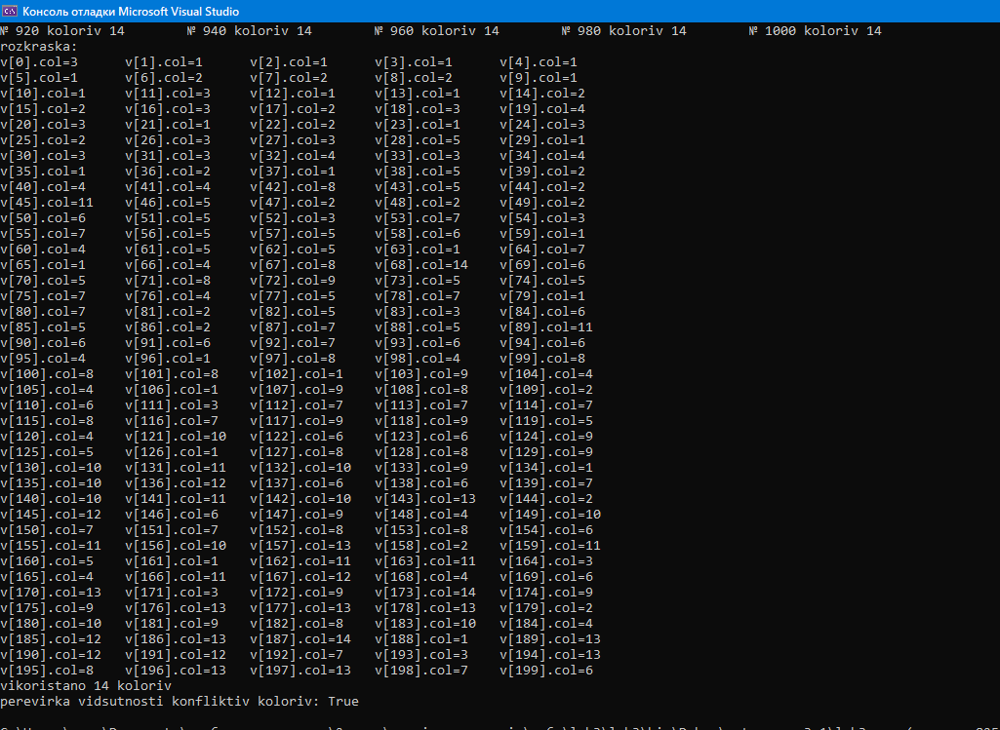 Консоль отладки Microsoft Visual Studio
№ 920 koloriv 14 № 940 koloriv 14 № 960 koloriv 14 № 980 koloriv 14 № 1000 koloriv 14
rozkraska:
v[0].col=3 v[1].col=1 v[2].col=1 v[3].col=1 v[4].col=1
v[5].col=1 v[6].col=2 v[7].col=2 v[8].col=2 v[9].col=1
v[10].col=1 v[11].col=3 v[12].col=1 v[13].col=1 v[14].col=2
v[15].col=2 v[16].col=3 v[17].col=2 v[18].col=3 v[19].col=4
v[20].col=3 v[21].col=1 v[22].col=2 v[23].col=1 v[24].col=3
v[25].col=2 v[26].col=3 v[27].col=3 v[28].col=5 v[29].col=1
v[30].col=3 v[31].col=3 v[32].col=4 v[33].col=3 v[34].col=4
v[35].col=1 v[36].col=2 v[37].col=1 v[38].col=5 v[39].col=2
v[40].col=4 v[41].col=4 v[42].col=8 v[43].col=5 v[44].col=2
v[45].col=11 v[46].col=5 v[47].col=2 v[48].col=2 v[49].col=2
v[50].col=6 v[51].col=5 v[52].col=3 v[53].col=7 v[54].col=3
v[55].col=7 v[56].col=5 v[57].col=5 v[58].col=6 v[59].col=1
v[60].col=4 v[61].col=5 v[62].col=5 v[63].col=1 v[64].col=7
v[65].col=1 v[66].col=4 v[67].col=8 v[68].col=14 v[69].col=6
v[70].col=5 v[71].col=8 v[72].col=9 v[73].col=5 v[74].col=5
v[75].col=7 v[76].col=4 v[77].col=5 v[78].col=7 v[79].col=1
v[80].col=7 v[81].col=2 v[82].col=5 v[83].col=3 v[84].col=6
v[85].col=5 v[86].col=2 v[87].col=7 v[88].col=5 v[89].col=11
v[90].col=6 v[91].col=6 v[92].col=7 v[93].col=6 v[94].col=6
v[95].col=4 v[96].col=1 v[97].col=8 v[98].col=4 v[99].col=8
v[100].col=8 v[101].col=8 v[102].col=1 v[103].col=9 v[104].col=4
v[105].col=4 v[106].col=1 v[107].col=9 v[108].col=8 v[109].col=2
v[110].col=6 v[111].col=3 v[112].col=7 v[113].col=7 v[114].col=7
v[115].col=8 v[116].col=7 v[117].col=9 v[118].col=9 v[119].col=5
v[120].col=4 v[121].col=10 v[122].col=6 v[123].col=6 v[124].col=9
v[125].col=5 v[126].col=1 v[127].col=8 v[128].col=8 v[129].col=9
v[130].col=10 v[131].col=11 v[132].col=10 v[133].col=9 v[134].col=1
v[135].col=10 v[136].col=12 v[137].col=6 v[138].col=6 v[139].col=7
v[140].col=10 v[141].col=11 v[142].col=10 v[143].col=13 v[144].col=2
v[145].col=12 v[146].col=6 v[147].col=9 v[148].col=4 v[149].col=10
v[150].col=7 v[151].col=7 v[152].col=8 v[153].col=8 v[154].col=6
v[155].col=11 v[156].col=10 v[157].col=13 v[158].col=2 v[159].col=11
v[160].col=5 v[161].col=1 v[162].col=11 v[163].col=11 v[164].col=3
v[165].col=4 v[166].col=11 v[167].col=12 v[168].col=4 v[169].col=6
v[170].col=13 v[171].col=3 v[172].col=9 v[173].col=14 v[174].col=9
v[175].col=9 v[176].col=13 v[177].col=13 v[178].col=13 v[179].col=2
v[180].col=10 v[181].col=9 v[182].col=8 v[183].col=10 v[184].col=4
v[185].col=12 v[186].col=13 v[187].col=14 v[188].col=1 v[189].col=13
v[190].col=12 v[191].col=12 v[192].col=7 v[193].col=3 v[194].col=13
v[195].col=8 v[196].col=13 v[197].col=13 v[198].col=7 v[199].col=6
vikoristano 14 koloriv
perevirka vidsutnosti konfliktiv koloriv: True